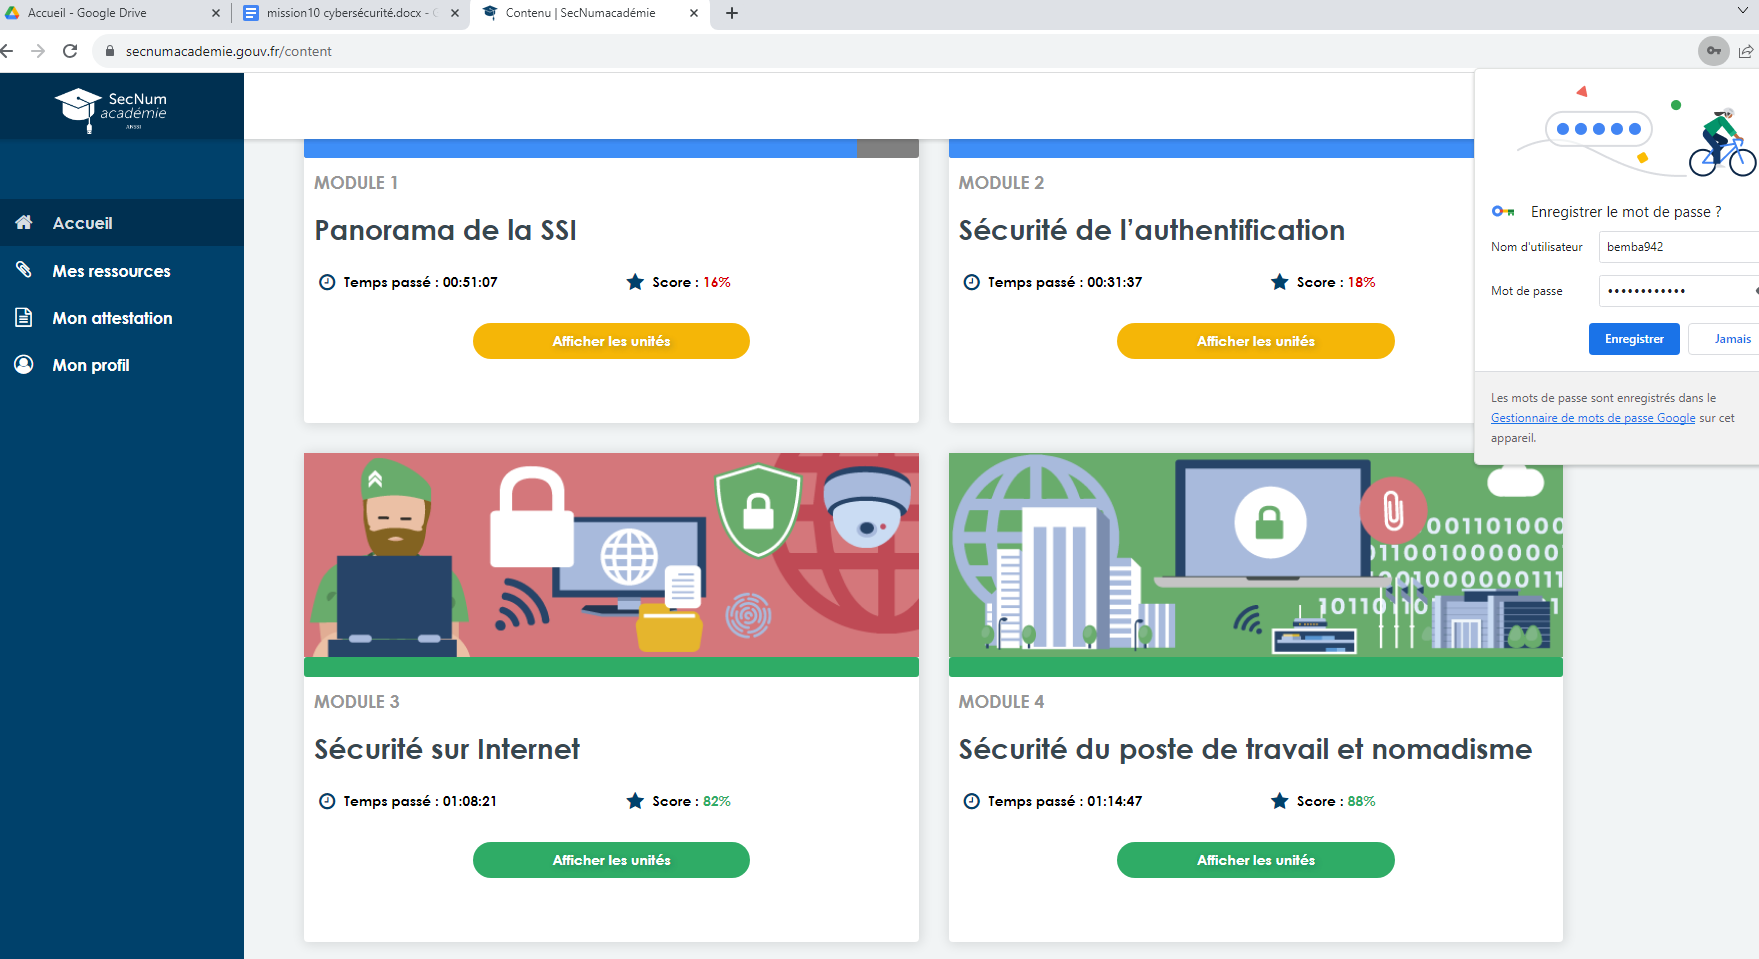 Accueil - Google Drive
mission10 cybersécurité.docx -
Contenu | SecNumacadémie
secnumacademie.gouv.fr/content
SecNum
académie
ANSSI
Accueil
Mes ressources
Mon attestation
Mon profil
MODULE 1
Panorama de la SSI
Temps passé : 00:51:07
Score : 16%
Afficher les unités
MODULE 2
Sécurité de l’authentification
Temps passé : 00:31:37
Score : 18%
Afficher les unités
Enregistrer le mot de passe ?
Nom d'utilisateur
bemba942
Mot de passe
••••••••••••
Enregistrer
Jamais
Les mots de passe sont enregistrés dans le
Gestionnaire de mots de passe Google sur cet
appareil.
MODULE 3
Sécurité sur Internet
Temps passé : 01:08:21
Score : 82%
Afficher les unités
001101000
01100100000001
01000000111
10110110
MODULE 4
Sécurité du poste de travail et nomadisme
Temps passé : 01:14:47
Score : 88%
Afficher les unités